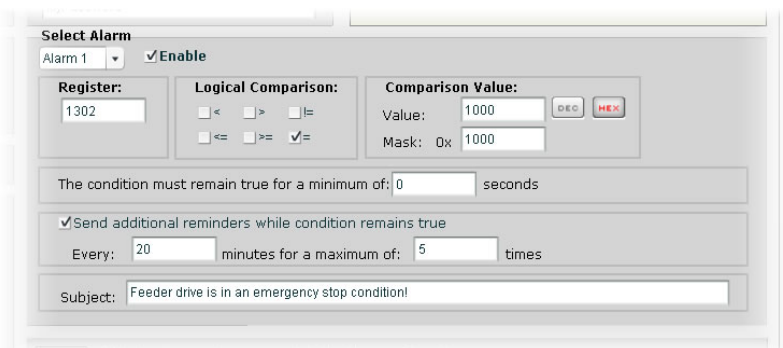 Select Alarm
Alarm 1 Enable
Register:
1302
Logical Comparison:
< > !=
<= >= =
Comparison Value:
Value: 1000 DEC HEX
Mask: 0x 1000
The condition must remain true for a minimum of: 0 seconds
Send additional reminders while condition remains true
Every: 20 minutes for a maximum of: 5 times
Subject: Feeder drive is in an emergency stop condition!